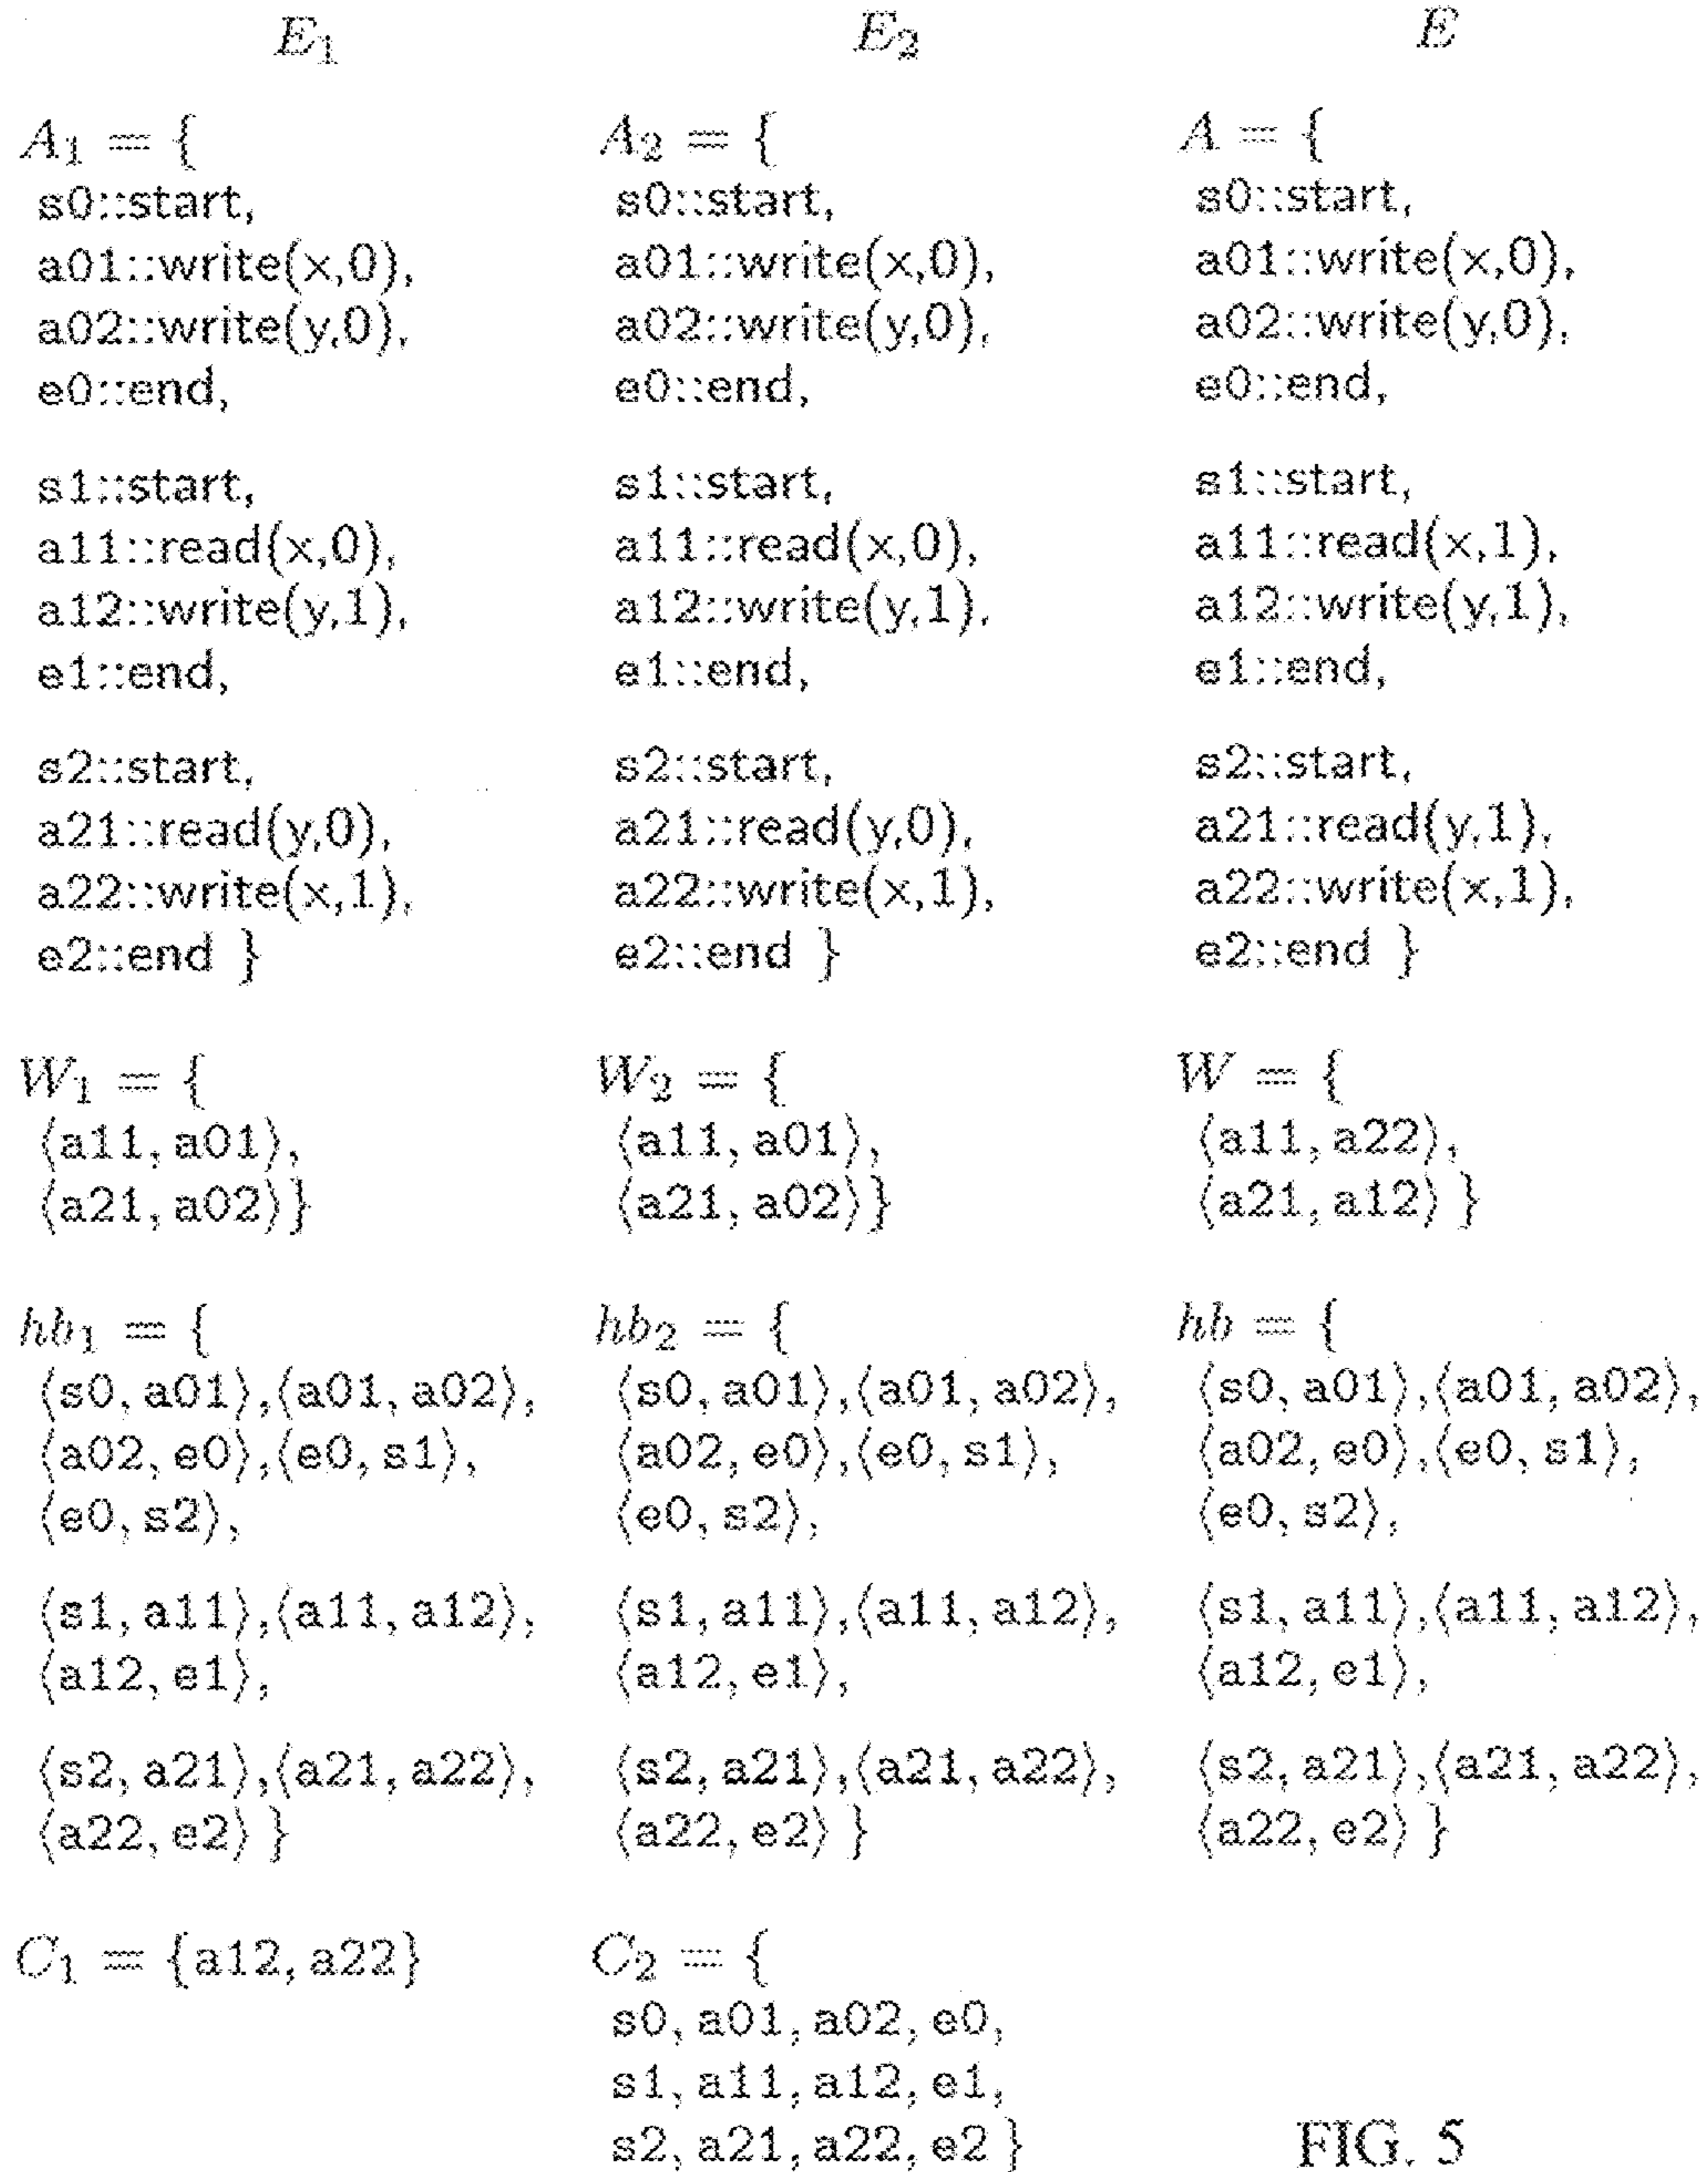 E₁
A₁ = {
s0::start,
a01::write(x,0),
a02::write(y,0),
e0::end,
s1::start,
a11::read(x,0),
a12::write(y,1),
e1::end,
s2::start,
a21::read(y,0),
a22::write(x,1),
e2::end }
W₁ = {
⟨a11, a01⟩,
⟨a21, a02⟩}
hb₁ = {
⟨s0, a01⟩,⟨a01, a02⟩,
⟨a02, e0⟩,⟨e0, s1⟩,
⟨e0, s2⟩,
⟨s1, a11⟩,⟨a11, a12⟩,
⟨a12, e1⟩,
⟨s2, a21⟩,⟨a21, a22⟩,
⟨a22, e2⟩ }
C₁ = {a12, a22}
E₂
A₂ = {
s0::start,
a01::write(x,0),
a02::write(y,0),
e0::end,
s1::start,
a11::read(x,0),
a12::write(y,1),
e1::end,
s2::start,
a21::read(y,0),
a22::write(x,1),
e2::end }
W₂ = {
⟨a11, a01⟩,
⟨a21, a02⟩}
hb₂ = {
⟨s0, a01⟩,⟨a01, a02⟩,
⟨a02, e0⟩,⟨e0, s1⟩,
⟨e0, s2⟩,
⟨s1, a11⟩,⟨a11, a12⟩,
⟨a12, e1⟩,
⟨s2, a21⟩,⟨a21, a22⟩,
⟨a22, e2⟩ }
C₂ = {
s0, a01, a02, e0,
s1, a11, a12, e1,
s2, a21, a22, e2 }
E
A = {
s0::start,
a01::write(x,0),
a02::write(y,0),
e0::end,
s1::start,
a11::read(x,1),
a12::write(y,1),
e1::end,
s2::start,
a21::read(y,1),
a22::write(x,1),
e2::end }
W = {
⟨a11, a22⟩,
⟨a21, a12⟩ }
hb = {
⟨s0, a01⟩,⟨a01, a02⟩,
⟨a02, e0⟩,⟨e0, s1⟩,
⟨e0, s2⟩,
⟨s1, a11⟩,⟨a11, a12⟩,
⟨a12, e1⟩,
⟨s2, a21⟩,⟨a21, a22⟩,
⟨a22, e2⟩ }
FIG. 5